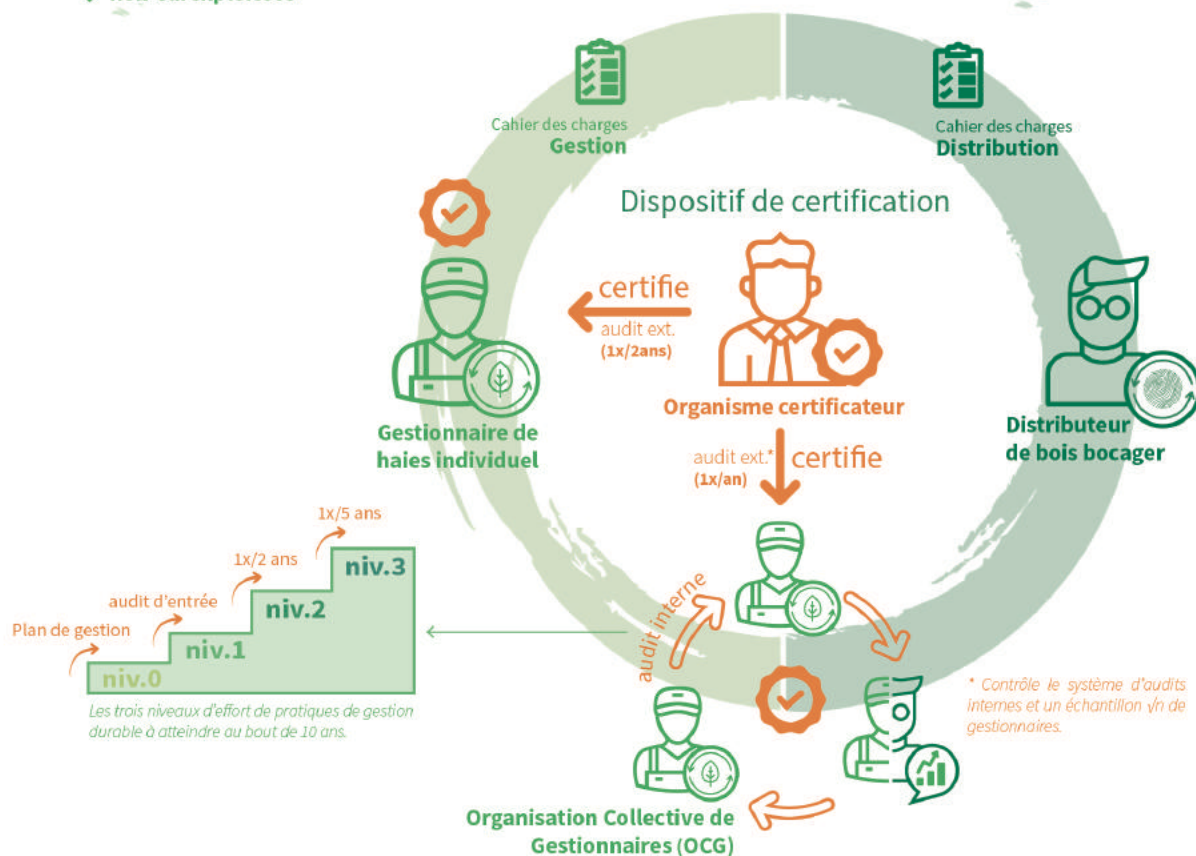 Cahier des charges
Gestion
Cahier des charges
Distribution
Dispositif de certification
certifie
audit ext.
(1x/2ans)
Organisme certificateur
Gestionnaire de
haies individuel
Distributeur
de bois bocager
audit ext.*
(1x/an)
certifie
1x/5 ans
1x/2 ans
audit d'entrée
Plan de gestion
niv.3
niv.2
niv.1
niv.0
audit interne
Les trois niveaux d'effort de pratiques de gestion
durable à atteindre au bout de 10 ans.
* Contrôle le système d'audits
internes et un échantillon √n de
gestionnaires.
Organisation Collective de
Gestionnaires (OCG)